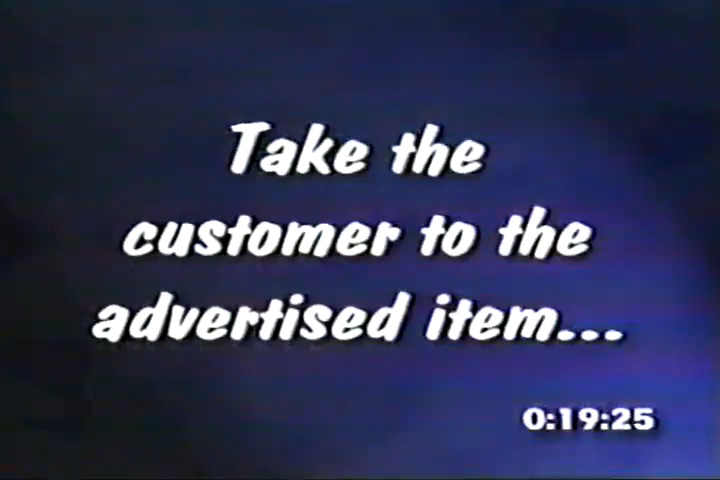 Take the
customer to the
advertised item...
0:19:25